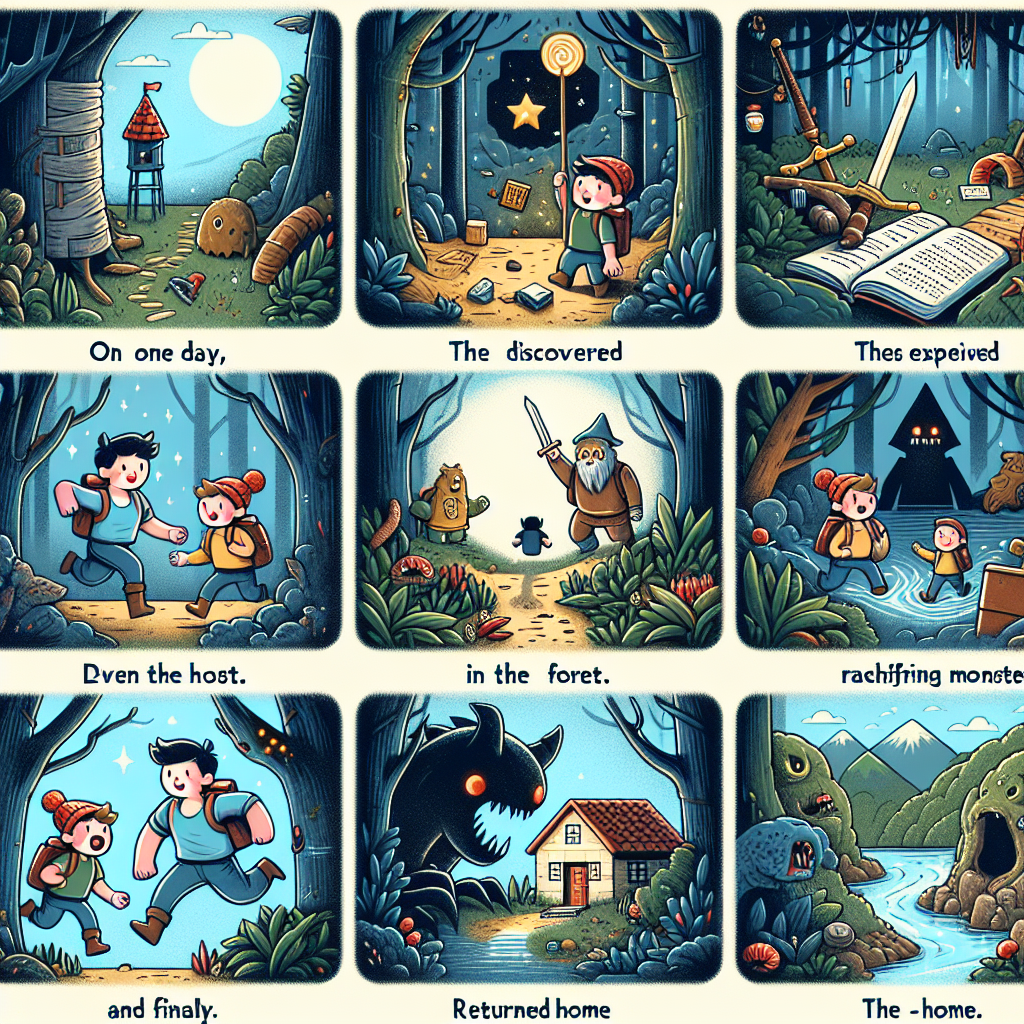 On one day,
The discovered
Thes expeived
Dven the host.
in the foret.
rachifring monste
and finaly.
Returned home
The -home.